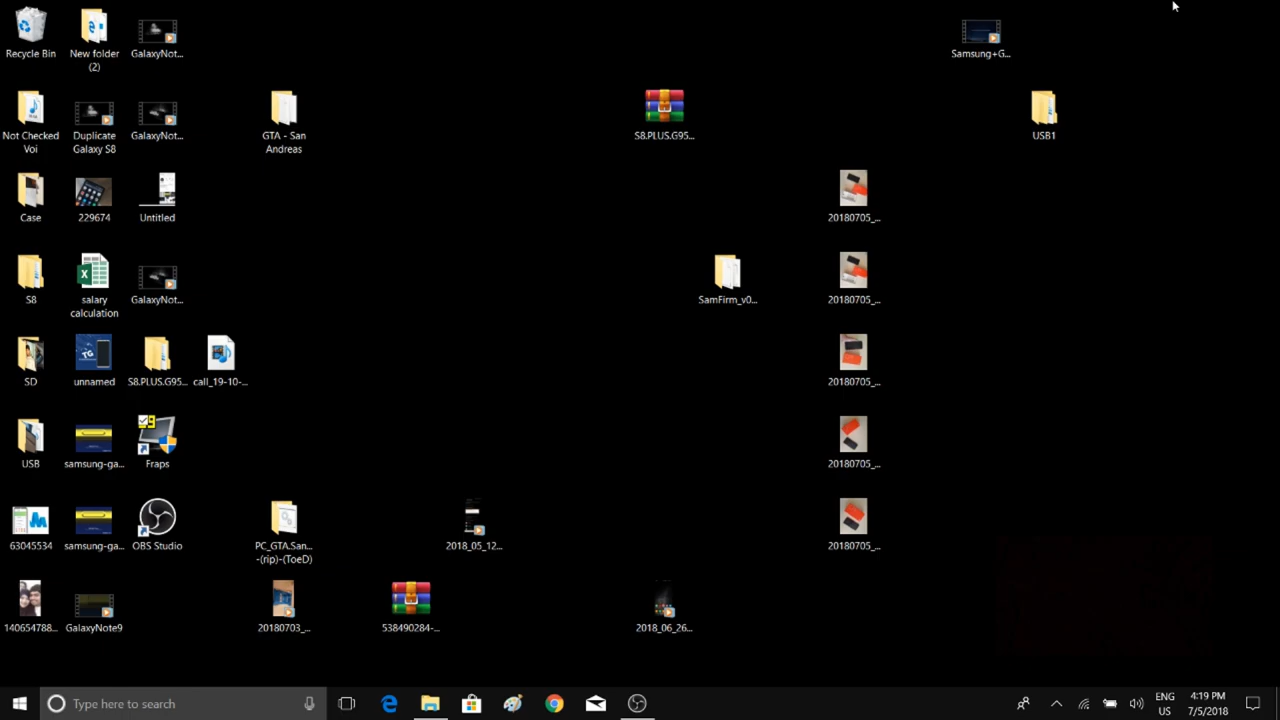 Recycle Bin
New folder
(2)
GalaxyNot...
Samsung+G...
Not Checked
Voi
Duplicate
Galaxy S8
GalaxyNot...
GTA - San
Andreas
S8.PLUS.G95...
USB1
Case
229674
Untitled
20180705_...
S8
salary
calculation
GalaxyNot...
SamFirm_v0...
20180705_...
SD
unnamed
S8.PLUS.G95...
call_19-10-...
20180705_...
USB
samsung-ga...
Fraps
20180705_...
63045534
samsung-ga...
OBS Studio
PC_GTA.San...
-(rip)-(ToeD)
2018_05_12...
20180705_...
140654788...
GalaxyNote9
20180703_...
538490284-...
2018_06_26...
Type here to search
ENG
US
4:19 PM
7/5/2018